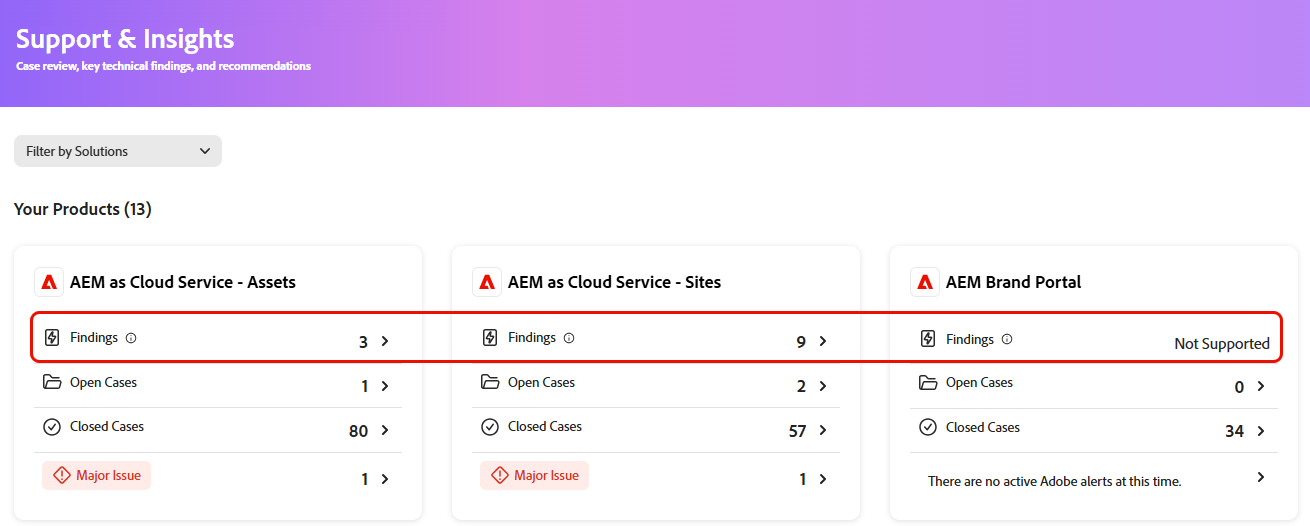 Support & Insights
Case review, key technical findings, and recommendations
Filter by Solutions
Your Products (13)
AEM as Cloud Service - Assets
Findings 3
Open Cases 1
Closed Cases 80
Major Issue 1
AEM as Cloud Service - Sites
Findings 9
Open Cases 2
Closed Cases 57
Major Issue 1
AEM Brand Portal
Findings Not Supported
Open Cases 0
Closed Cases 34
There are no active Adobe alerts at this time.